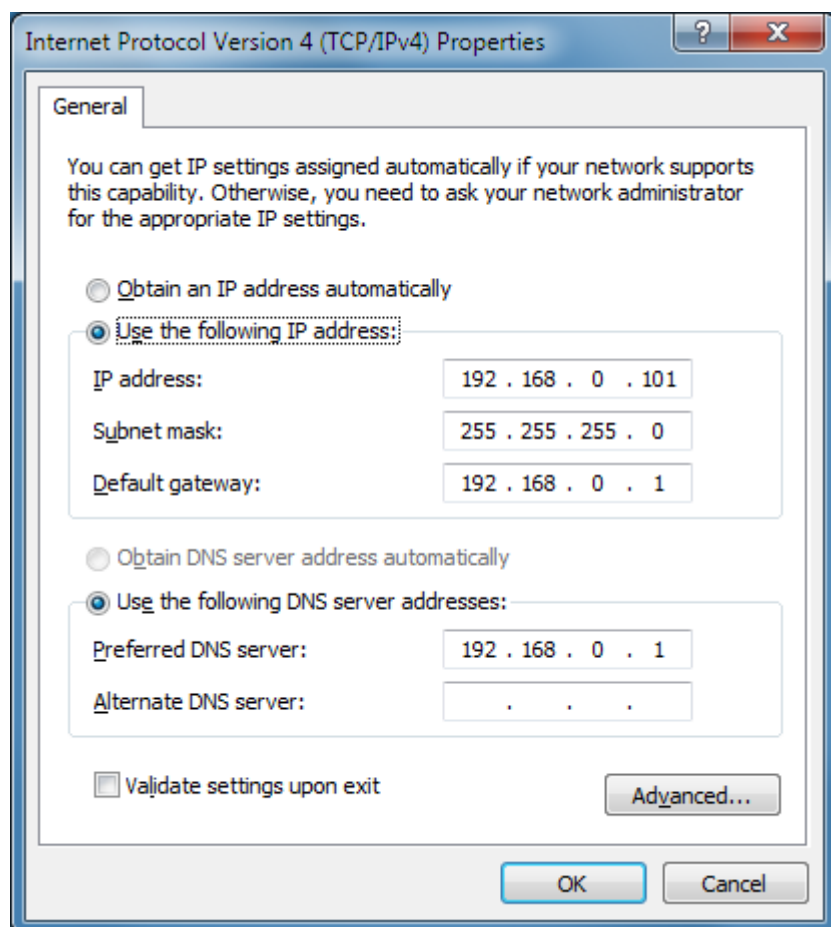 Internet Protocol Version 4 (TCP/IPv4) Properties
General
You can get IP settings assigned automatically if your network supports
this capability. Otherwise, you need to ask your network administrator
for the appropriate IP settings.
Obtain an IP address automatically
Use the following IP address:
IP address: 192 . 168 . 0 . 101
Subnet mask: 255 . 255 . 255 . 0
Default gateway: 192 . 168 . 0 . 1
Obtain DNS server address automatically
Use the following DNS server addresses:
Preferred DNS server: 192 . 168 . 0 . 1
Alternate DNS server: . . .
Validate settings upon exit
Advanced...
OK Cancel